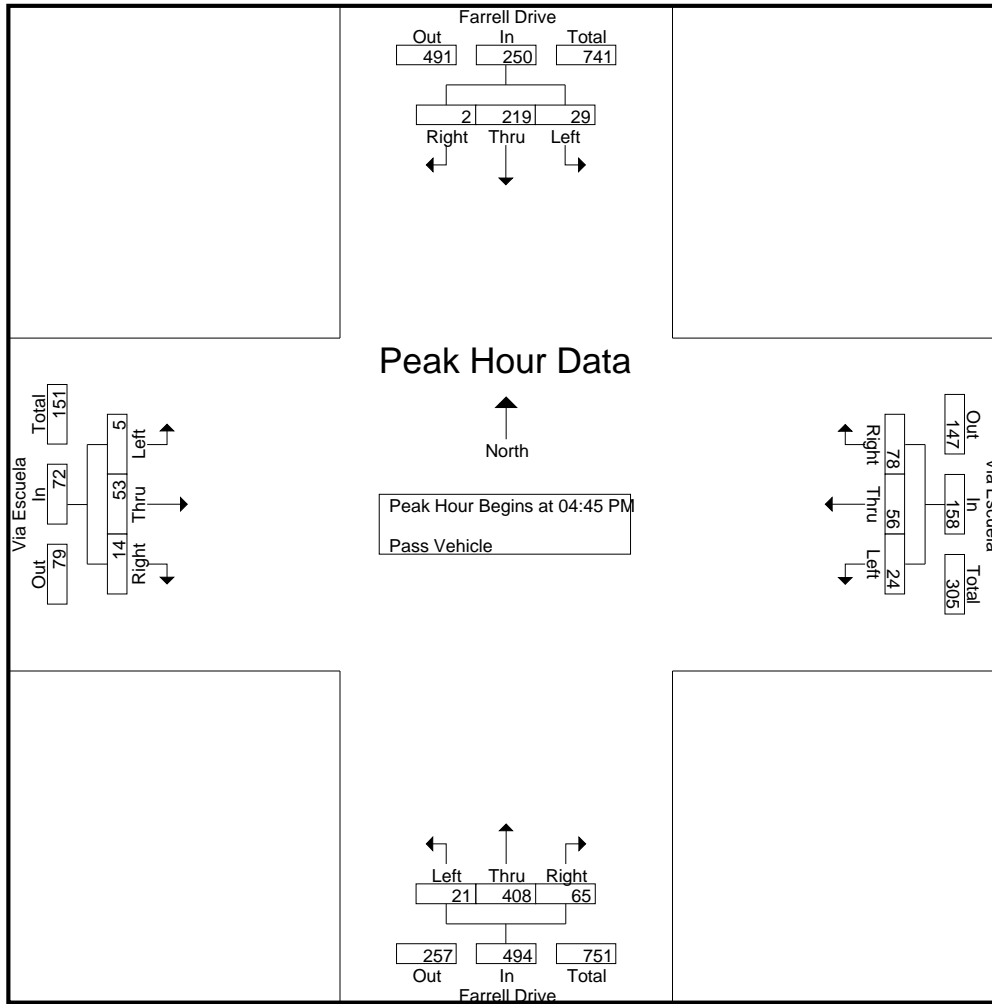 Farrell Drive
Out In Total
491 250 741
2 219 29
Right Thru Left
Peak Hour Data
North
Peak Hour Begins at 04:45 PM
Pass Vehicle
Via Escuela
Total In Out
151 72 79
5 53 14
Left Thru Right
Right Thru Left
78 56 24
Out In Total
147 158 305
Via Escuela
Left Thru Right
21 408 65
257 494 751
Out In Total
Farrell Drive